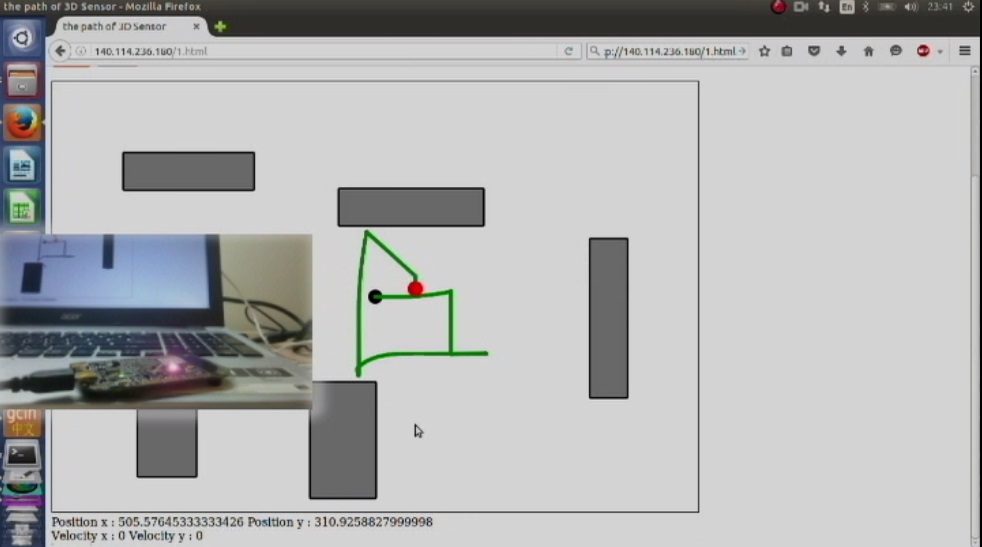 the path of 3D Sensor - Mozilla Firefox
En
23:41
the path of 3D Sensor
140.114.236.160/1.html
p://140.114.236.160/1.html
acer
gcin
中文
Position x : 505.57645333333426 Position y : 310.9258827999998
Velocity x : 0 Velocity y : 0